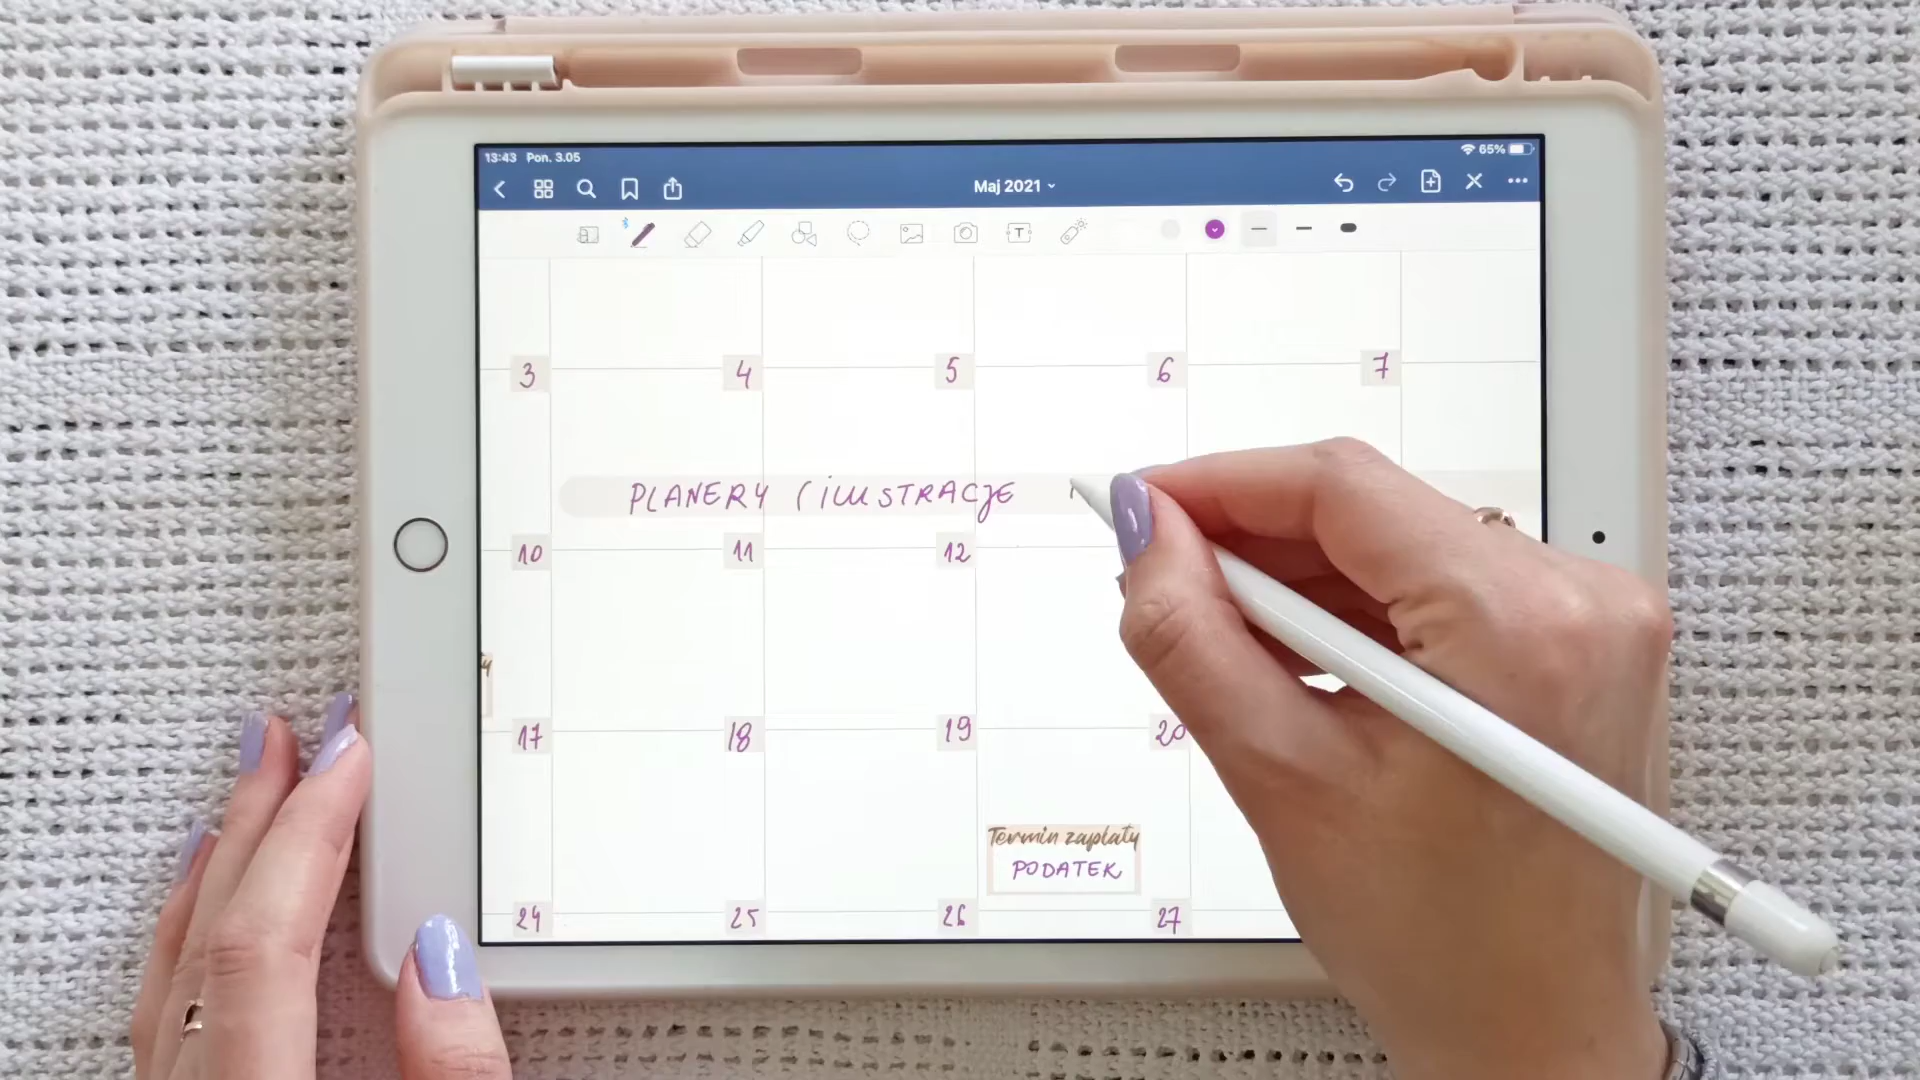 13:43 Pon. 3.05 65%
Maj 2021
T
3 4 5 6 7
PLANERY (ILUSTRACJE
10 11 12
17 18 19 20
Termin zapłaty
PODATEK
24 25 26 27